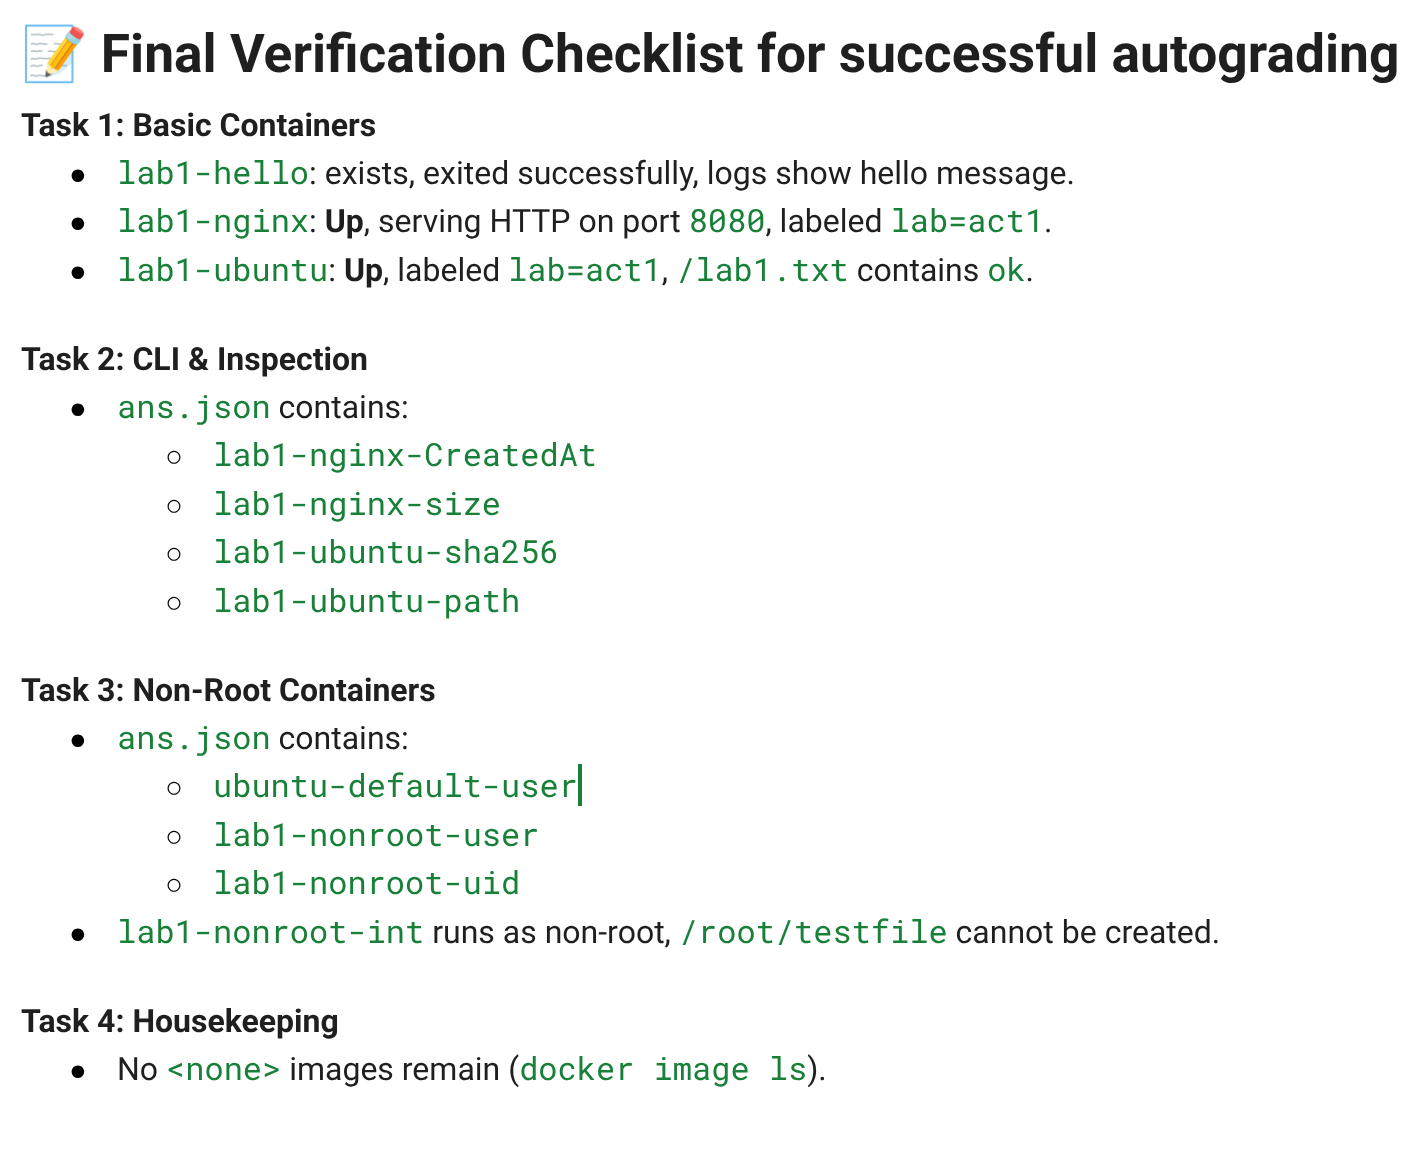 Final Verification Checklist for successful autograding
Task 1: Basic Containers
● lab1-hello: exists, exited successfully, logs show hello message.
● lab1-nginx: Up, serving HTTP on port 8080, labeled lab=act1.
● lab1-ubuntu: Up, labeled lab=act1, /lab1.txt contains ok.
Task 2: CLI & Inspection
● ans.json contains:
○ lab1-nginx-CreatedAt
○ lab1-nginx-size
○ lab1-ubuntu-sha256
○ lab1-ubuntu-path
Task 3: Non-Root Containers
● ans.json contains:
○ ubuntu-default-user
○ lab1-nonroot-user
○ lab1-nonroot-uid
● lab1-nonroot-int runs as non-root, /root/testfile cannot be created.
Task 4: Housekeeping
● No <none> images remain (docker image ls).